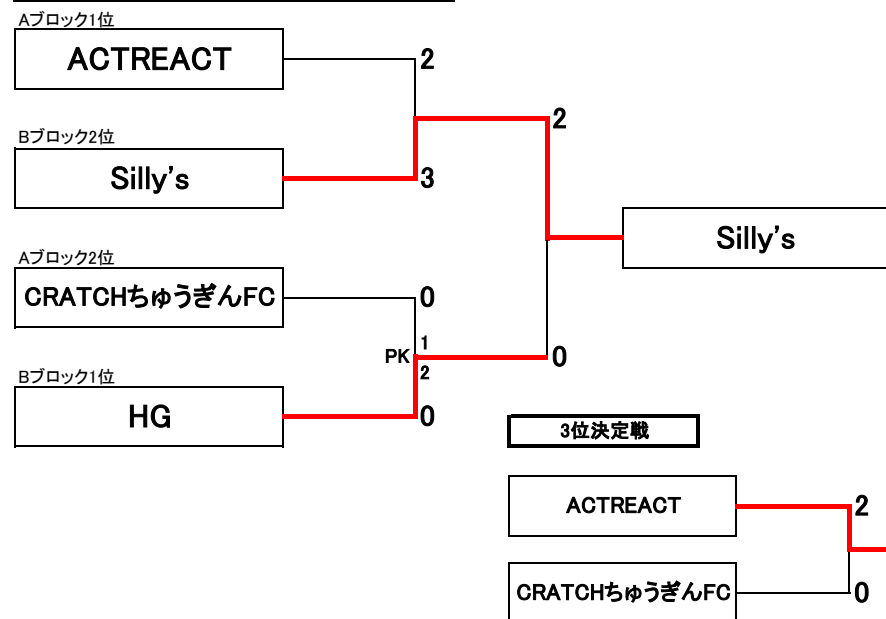 Aブロック1位
ACTREACT
2
2
Bブロック2位
Silly's
3
Silly's
Aブロック2位
CRATCHちゅうぎんFC
0
PK
1
2
0
Bブロック1位
HG
0
3位決定戦
ACTREACT
2
CRATCHちゅうぎんFC
0